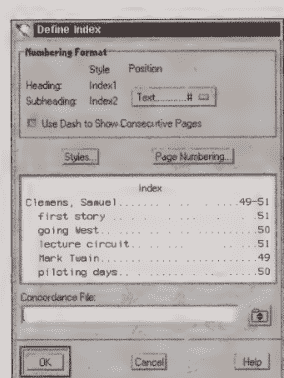 Define Index
Numbering Format
Style Position
Heading: Index1
Subheading: Index2 Text........#
Use Dash to Show Consecutive Pages
Styles... Page Numbering...
Index
Clemens, Samuel....................49-51
first story . . . . . . . . . . . . . .51
going West. . . . . . . . . . . . . .50
lecture circuit. . . . . . . . . . . .51
Mark Twain. . . . . . . . . . . . . .49
piloting days. . . . . . . . . . . . .50
Concordance File:
OK Cancel Help